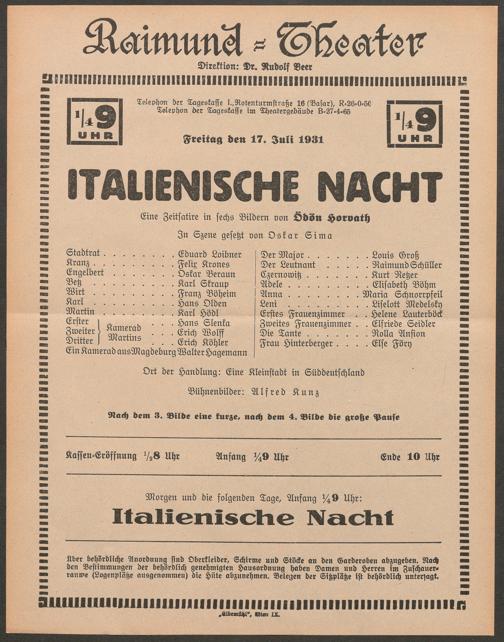 Raimund = Theater
Direktion: Dr. Rudolf Beer
1/4 9 UHR
Telephon der Tageskasse I., Rotenturmstraße 16 (Basar), R-26-0-56
Telephon der Tageskasse im Theatergebäude B-27-4-65
1/4 9 UHR
Freitag den 17. Juli 1931
ITALIENISCHE NACHT
Eine Zeitsatire in sechs Bildern von Ödön Horvath
In Szene gesetzt von Oskar Sima
Stadtrat . . . . . . . . Eduard Loibner
Kranz . . . . . . . . . Felix Krones
Engelbert . . . . . . . Oskar Beraun
Betz . . . . . . . . . . Karl Skraup
Wirt . . . . . . . . . . Franz Böheim
Karl . . . . . . . . . . Hans Olden
Martin . . . . . . . . . Karl Hödl
Erster } Kamerad . . . . Hans Slenka
Zweiter } Martins . . . . Erich Wolff
Dritter } . . . . Erich Köhler
Ein Kamerad aus Magdeburg Walter Hagemann
Der Major . . . . . . . Louis Groß
Der Leutnant . . . . . . Raimund Schüller
Czernowitz . . . . . . . Kurt Netzer
Adele . . . . . . . . . Elisabeth Böhm
Anna . . . . . . . . . Maria Schnorrpfeil
Leni . . . . . . . . . Liselott Medelsky
Erstes Frauenzimmer . . Helene Lauterböck
Zweites Frauenzimmer . . Elfriede Seidler
Die Tante . . . . . . . Rolla Ansion
Frau Hinterberger . . . Else Föry
Ort der Handlung: Eine Kleinstadt in Süddeutschland
Bühnenbilder: Alfred Kunz
Nach dem 3. Bilde eine kurze, nach dem 4. Bilde die große Pause
Kassen-Eröffnung 1/28 Uhr Anfang 1/49 Uhr Ende 10 Uhr
Morgen und die folgenden Tage, Anfang 1/49 Uhr:
Italienische Nacht
Über behördliche Anordnung sind Oberkleider, Schirme und Stöcke an den Garderoben abzugeben. Nach
den Bestimmungen der behördlich genehmigten Hausordnung haben Damen und Herren im Zuschauer-
raume (Logenplätze ausgenommen) die Hüte abzunehmen. Belegen der Sitzplätze ist behördlich untersagt.
„Elbemühl", Wien IX.